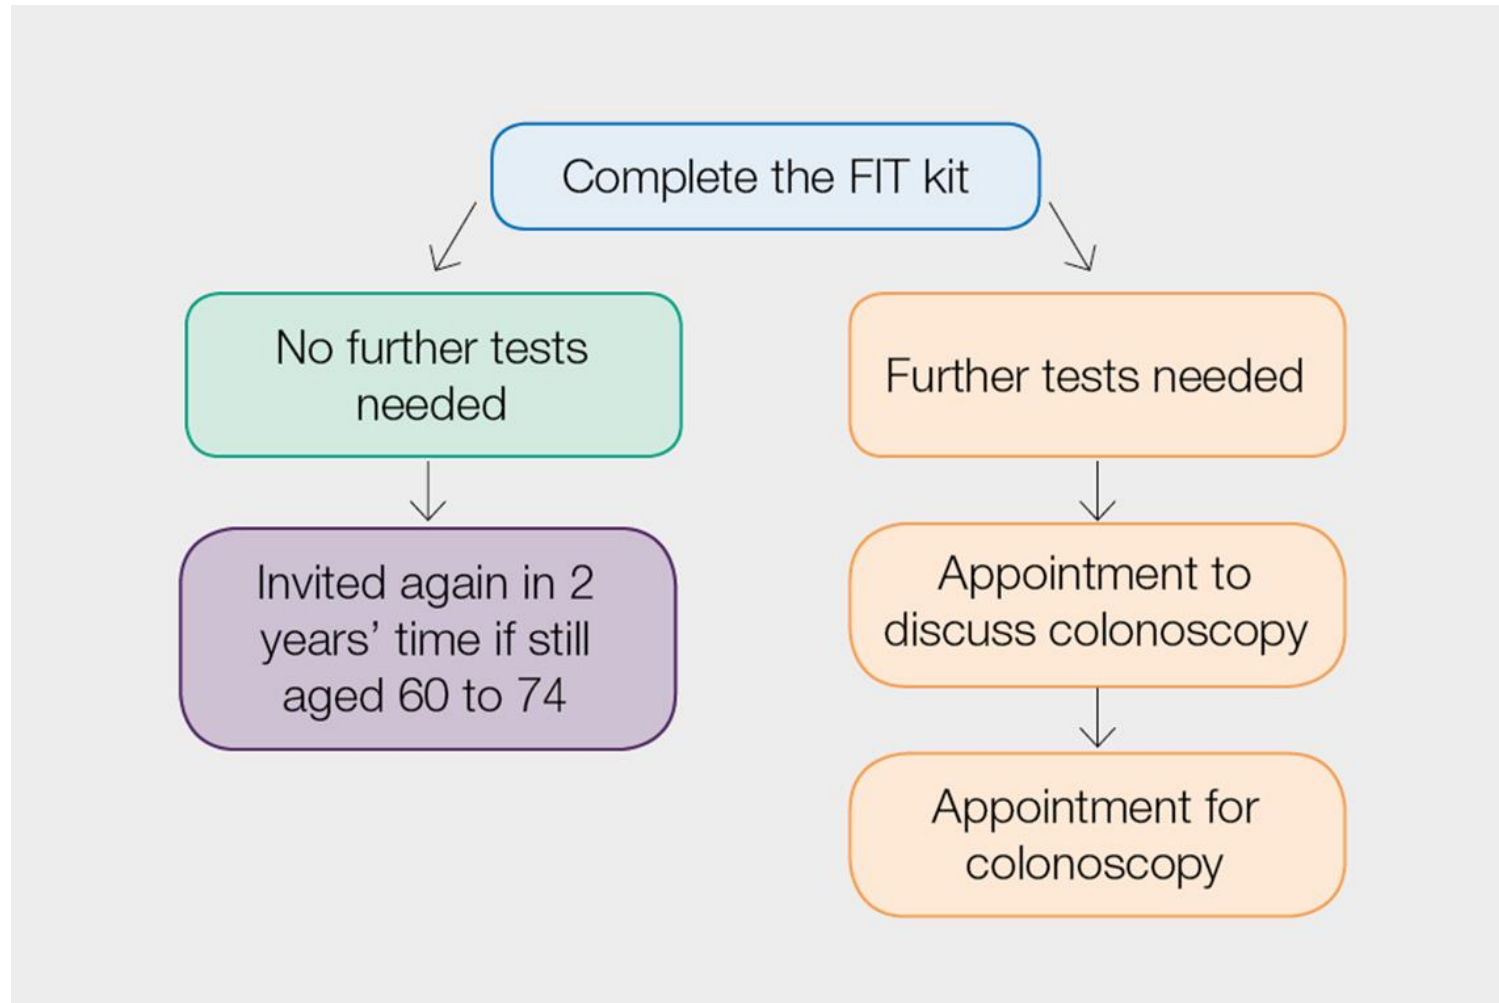 Complete the FIT kit
No further tests
needed
Further tests needed
Invited again in 2
years’ time if still
aged 60 to 74
Appointment to
discuss colonoscopy
Appointment for
colonoscopy